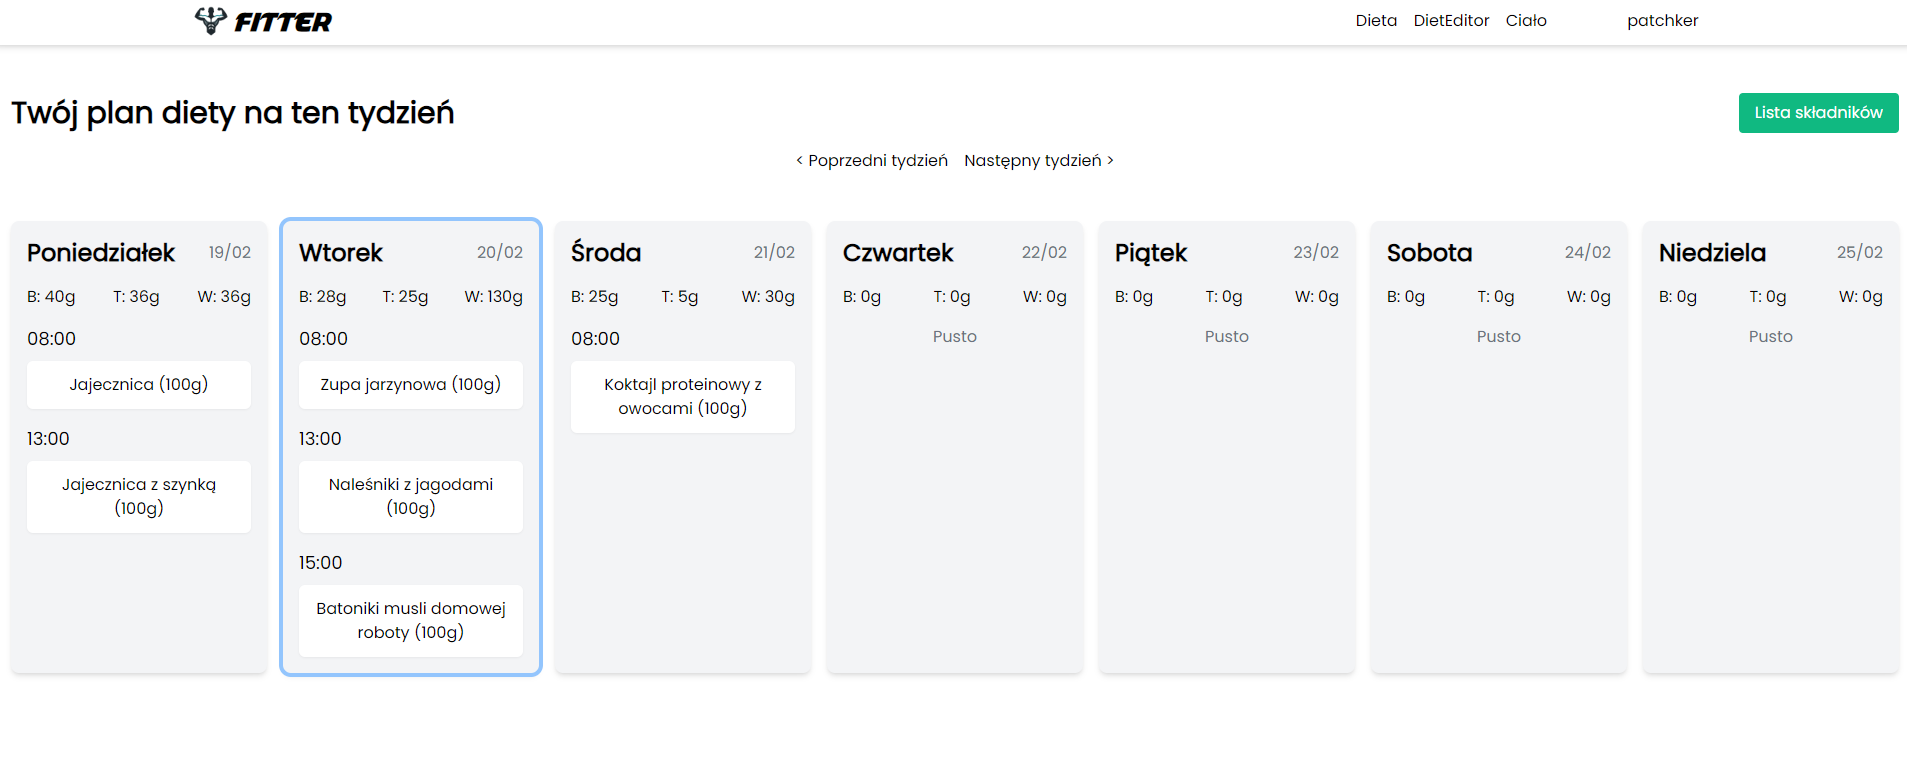 FITTER
Dieta DietEditor Ciało patchker
Twój plan diety na ten tydzień
Lista składników
< Poprzedni tydzień Następny tydzień >
Poniedziałek 19/02
B: 40g T: 36g W: 36g
08:00
Jajecznica (100g)
13:00
Jajecznica z szynką
(100g)
Wtorek 20/02
B: 28g T: 25g W: 130g
08:00
Zupa jarzynowa (100g)
13:00
Naleśniki z jagodami
(100g)
15:00
Batoniki musli domowej
roboty (100g)
Środa 21/02
B: 25g T: 5g W: 30g
08:00
Koktajl proteinowy z
owocami (100g)
Czwartek 22/02
B: 0g T: 0g W: 0g
Pusto
Piątek 23/02
B: 0g T: 0g W: 0g
Pusto
Sobota 24/02
B: 0g T: 0g W: 0g
Pusto
Niedziela 25/02
B: 0g T: 0g W: 0g
Pusto